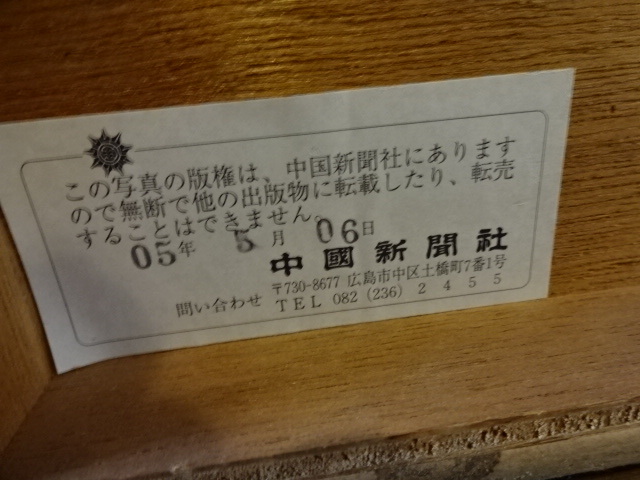 この写真の版権は、中国新聞社にあります
ので無断で他の出版物に転載したり、転売
することはできません。
05年 5月 06日
中國新聞社
〒730-8677 広島市中区土橋町7番1号
問い合わせ TEL 082 (236) 2455